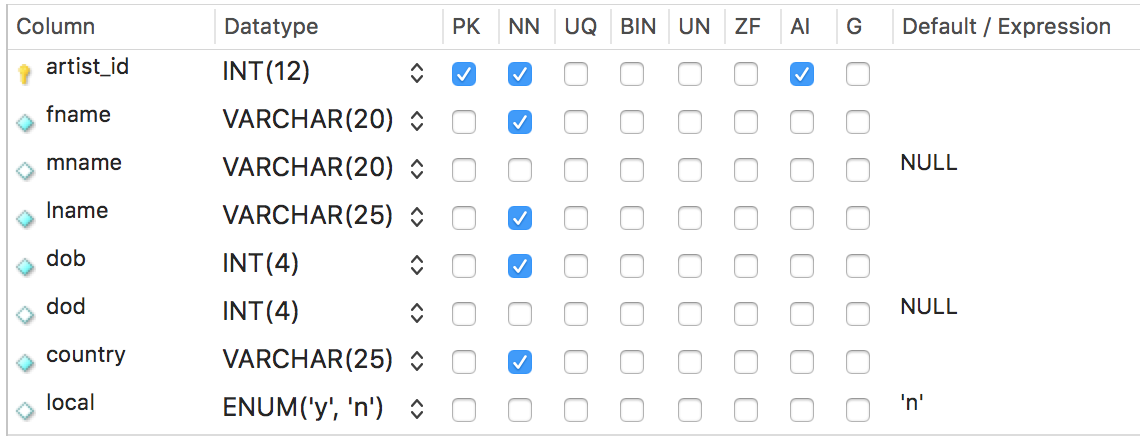 Column Datatype PK NN UQ BIN UN ZF AI G Default / Expression
artist_id INT(12)
fname VARCHAR(20)
mname VARCHAR(20) NULL
lname VARCHAR(25)
dob INT(4)
dod INT(4) NULL
country VARCHAR(25)
local ENUM('y', 'n') 'n'